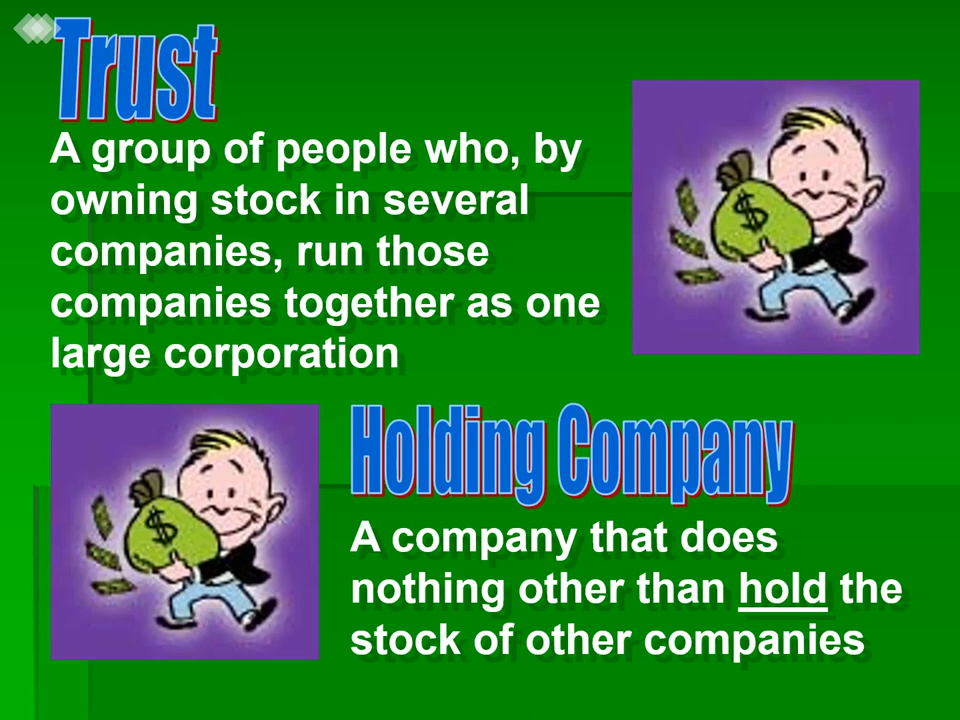 Trust
A group of people who, by
owning stock in several
companies, run those
companies together as one
large corporation
$
$
Holding Company
A company that does
nothing other than hold the
stock of other companies